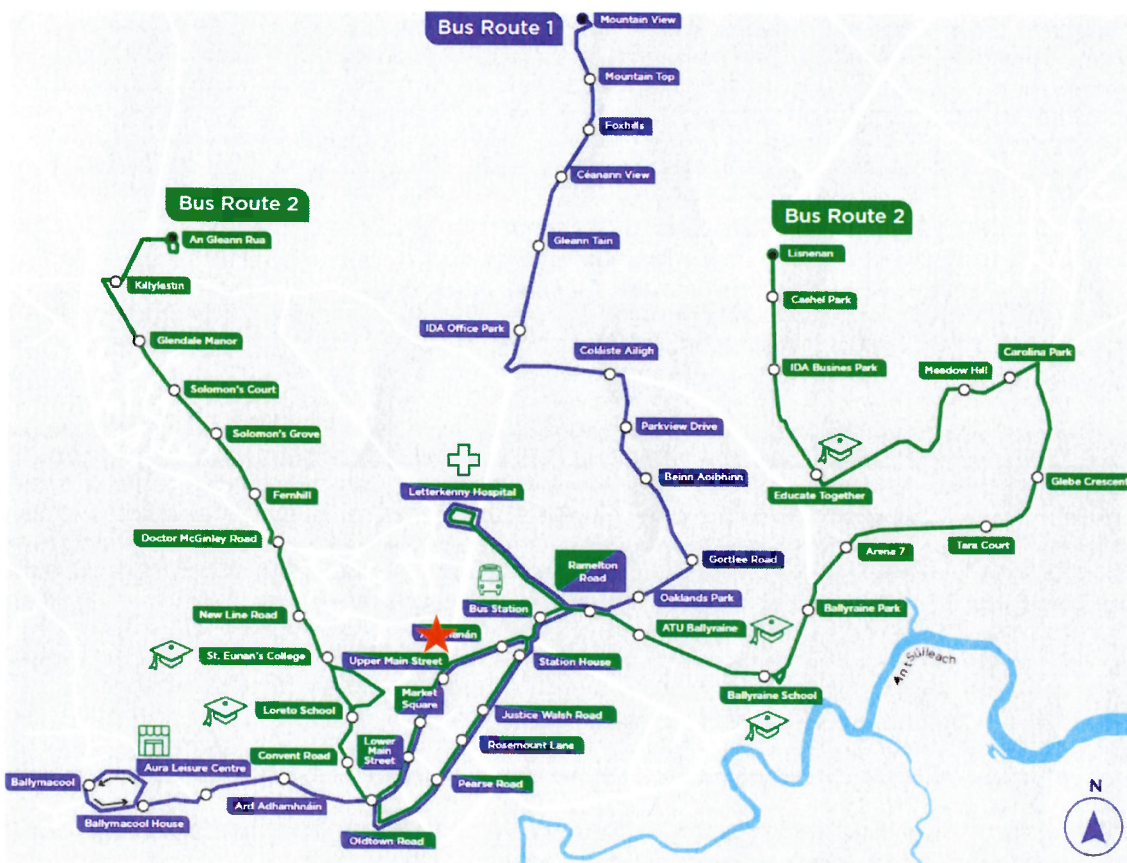 Bus Route 1
Mountain View
Mountain Top
Foxhills
Céanann View
Gleann Tain
IDA Office Park
Coláiste Ailigh
Parkview Drive
Beinn Aoibhinn
Gortlee Road
Oaklands Park
Bus Route 2
An Gleann Rua
Killylastin
Glendale Manor
Solomon's Court
Solomon's Grove
Fernhill
Doctor McGinley Road
New Line Road
St. Eunan's College
Loreto School
Convent Road
Bus Route 2
Lisnenan
Cashel Park
IDA Busines Park
Educate Together
Meadow Hill
Carolina Park
Glebe Crescent
Tara Court
Arena 7
Ballyraine Park
Ballyraine School
ATU Ballyraine
Letterkenny Hospital
Ramelton
Road
Bus Station
Upper Main Street
Station House
Market
Square
Justice Walsh Road
Lower
Main
Street
Rosemount Lane
Pearse Road
Oldtown Road
Aura Leisure Centre
Ballymacool
Ballymacool House
Ard Adhamhnáin
An tSúileach
N